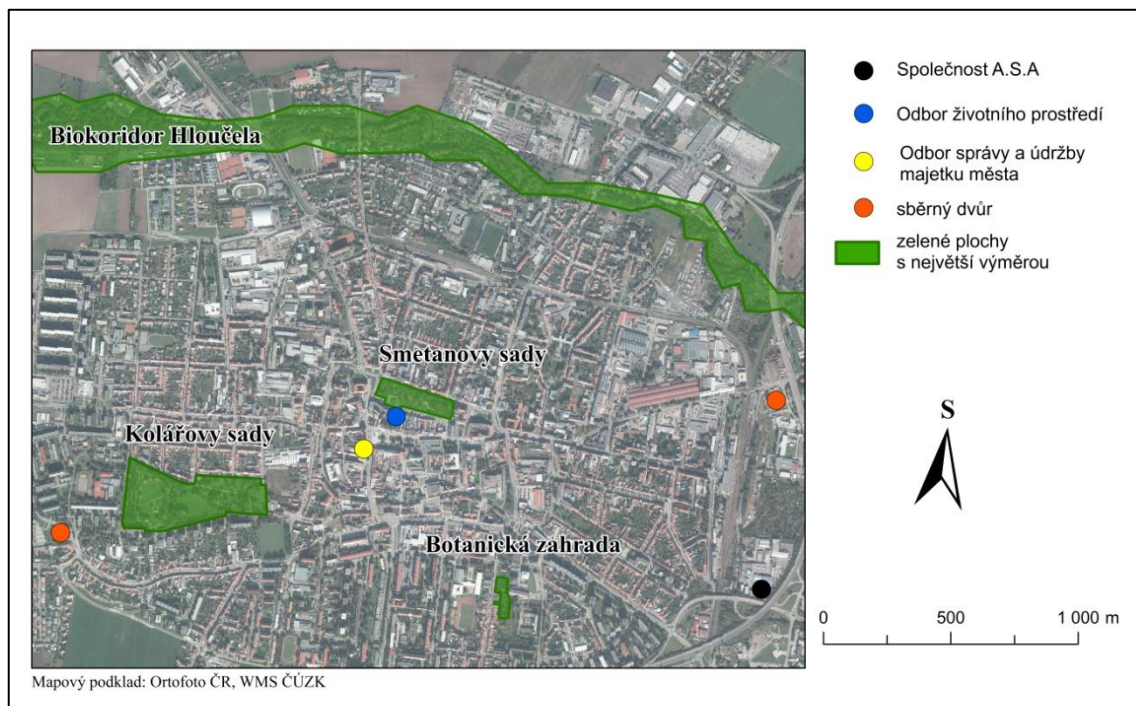 Biokoridor Hloučela
Smetanovy sady
Kolářovy sady
Botanická zahrada
Mapový podklad: Ortofoto ČR, WMS ČÚZK
Společnost A.S.A
Odbor životního prostředí
Odbor správy a údržby
majetku města
sběrný dvůr
zelené plochy
s největší výměrou
S
0 500 1 000 m